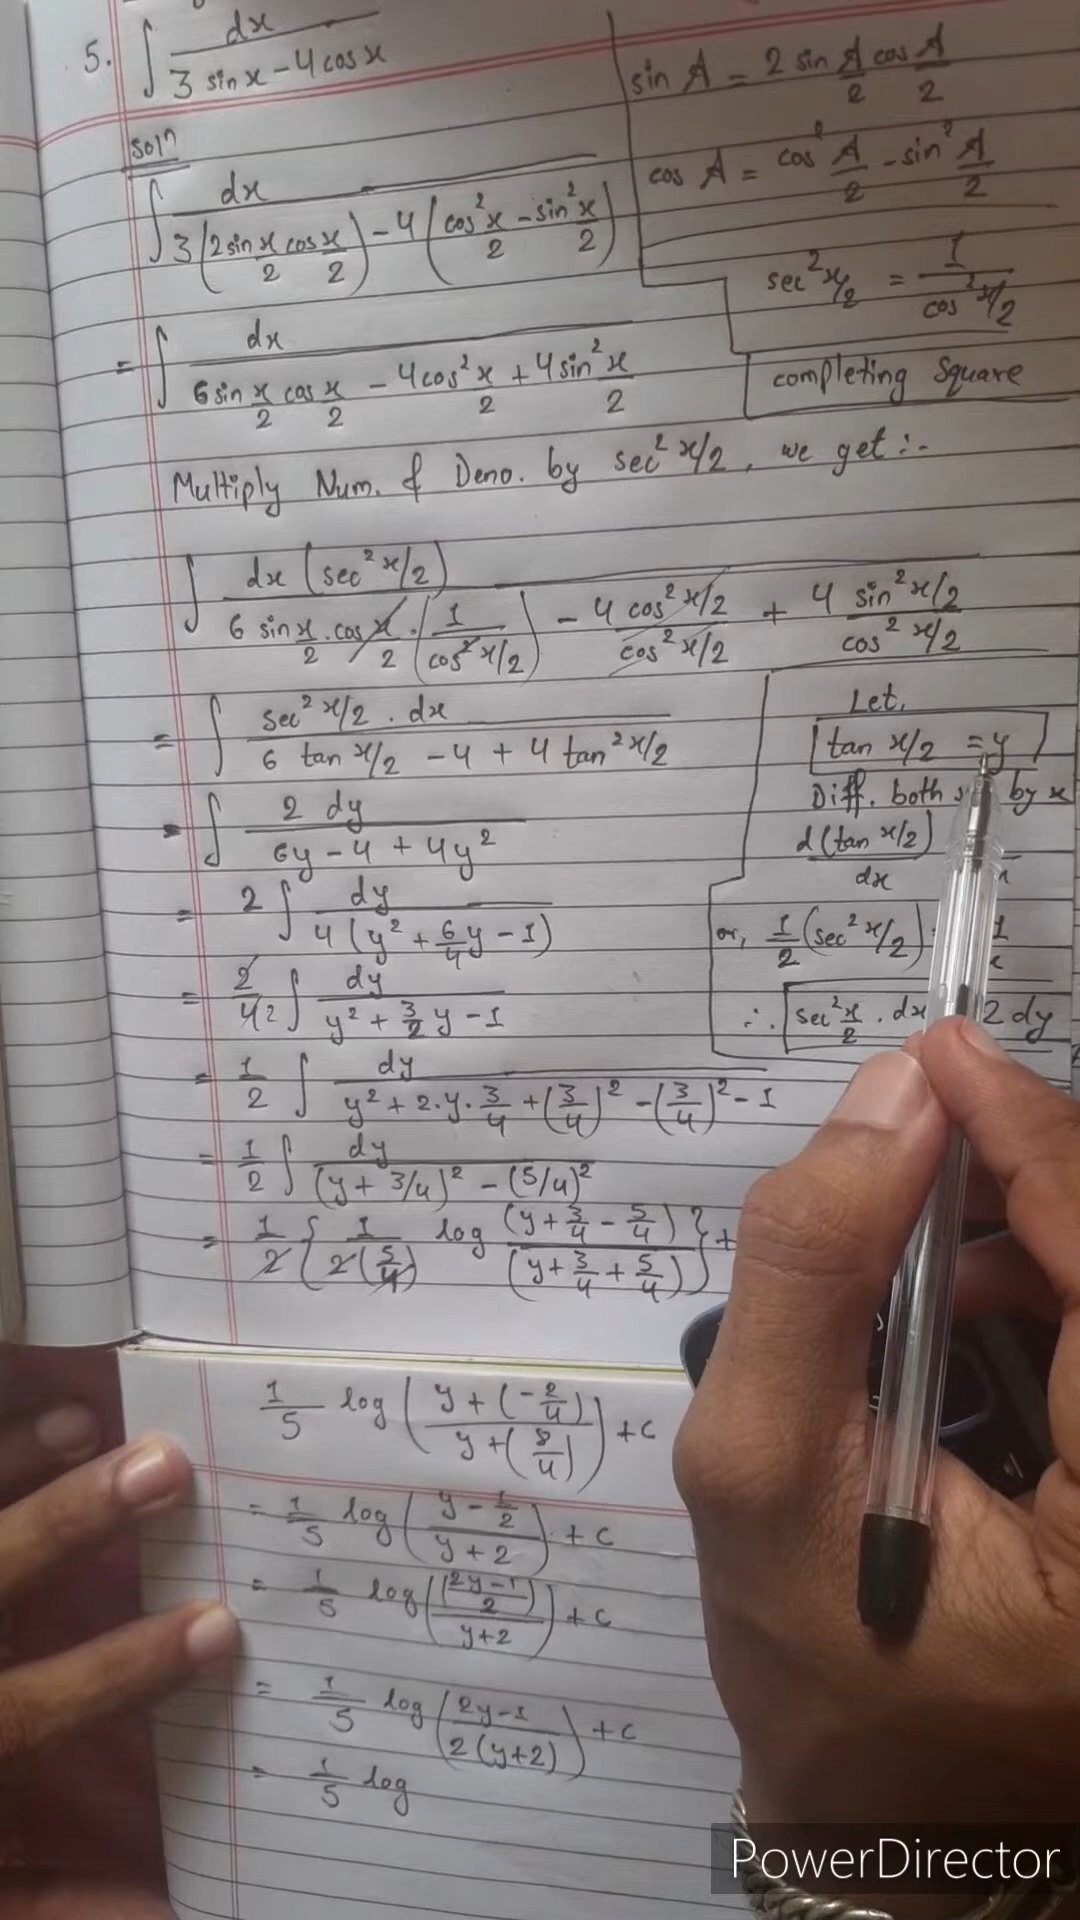 5. ∫ dx / (3 sin x - 4 cos x)
sin A = 2 sin A/2 cos A/2
cos A = cos² A/2 - sin² A/2
sec² x/2 = 1 / cos² x/2
completing Square
Solⁿ
∫ dx / (3(2 sin x/2 cos x/2) - 4(cos² x/2 - sin² x/2))
= ∫ dx / (6 sin x/2 cos x/2 - 4 cos² x/2 + 4 sin² x/2)
Multiply Num. & Deno. by sec² x/2, we get :-
∫ dx (sec² x/2) / (6 sin x/2 . cos x/2 . (1 / cos² x/2) - 4 cos² x/2 / cos² x/2 + 4 sin² x/2 / cos² x/2)
= ∫ sec² x/2 . dx / (6 tan x/2 - 4 + 4 tan² x/2)
= ∫ 2 dy / (6y - 4 + 4y²)
= 2 ∫ dy / (4 (y² + 6/4 y - 1))
= 2/4 2 ∫ dy / (y² + 3/2 y - 1)
= 1/2 ∫ dy / (y² + 2.y. 3/4 + (3/4)² - (3/4)² - 1)
= 1/2 ∫ dy / ((y + 3/4)² - (5/4)²)
= 1/2 { 1 / 2(5/4) log (y + 3/4 - 5/4) / (y + 3/4 + 5/4) } +
Let,
tan x/2 = y
Diff. both by x
d (tan x/2) / dx
or, 1/2 (sec² x/2)
∴ sec² x/2 . dx 2 dy
1/5 log ( (y + (-2/4)) / (y + (8/4)) ) + c
= 1/5 log ( (y - 1/2) / (y + 2) ) + c
= 1/5 log ( ((2y - 1)/2) / (y + 2) ) + c
= 1/5 log ( (2y - 1) / 2 (y + 2) ) + c
= 1/5 log
PowerDirector